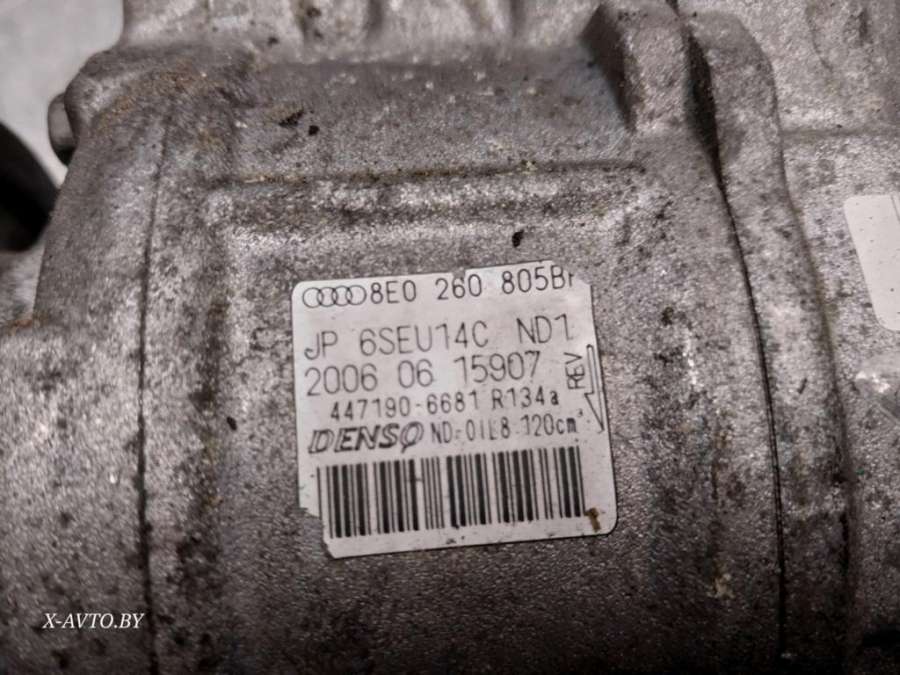 8E0 260 805B
JP 6SEU14C ND1
2006 06 15907
REV
447190-6681 R134a
DENSO ND-OIL8 120cm³
X-AVTO.BY